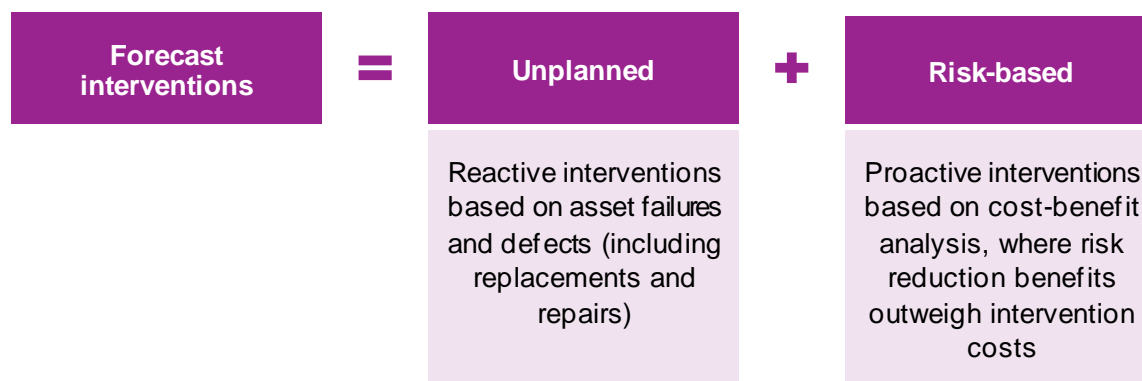 Forecast
interventions
=
Unplanned
+
Risk-based
Reactive interventions
based on asset failures
and defects (including
replacements and
repairs)
Proactive interventions
based on cost-benefit
analysis, where risk
reduction benefits
outweigh intervention
costs